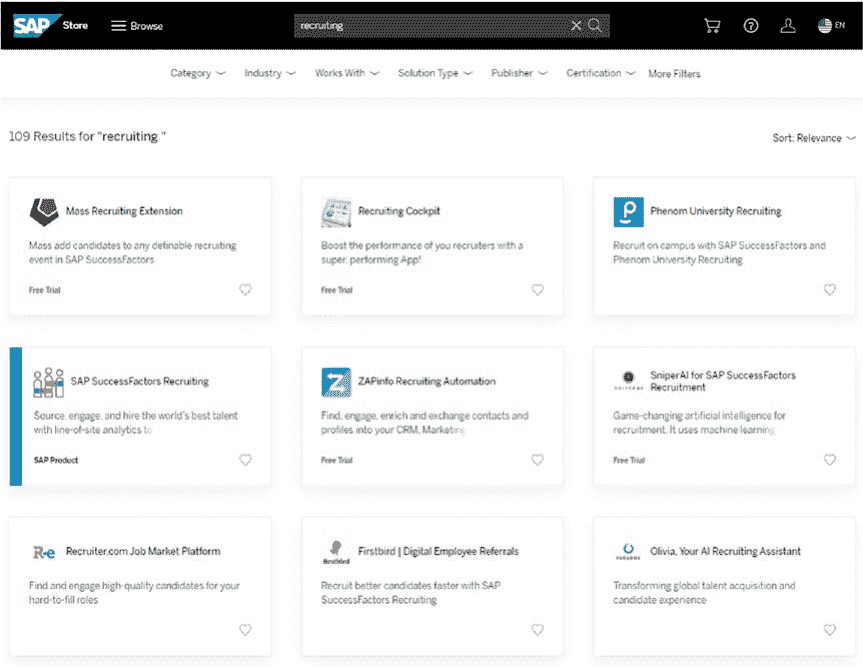 SAP Store Browse recruiting EN
Category Industry Works With Solution Type Publisher Certification More Filters
109 Results for "recruiting "
Sort: Relevance
Mass Recruiting Extension
Mass add candidates to any definable recruiting
event in SAP SuccessFactors
Free Trial
Recruiting Cockpit
Boost the performance of you recruiters with a
super, performing App!
Free Trial
P
Phenom University Recruiting
Recruit on campus with SAP SuccessFactors and
Phenom University Recruiting
SAP SuccessFactors Recruiting
Source, engage, and hire the world's best talent
with line-of-site analytics to
SAP Product
Z
ZAPinfo Recruiting Automation
Find, engage, enrich and exchange contacts and
profiles into your CRM, Marketing
Free Trial
SNIPERAI
SniperAI for SAP SuccessFactors
Recruitment
Game-changing artificial intelligence for
recruitment. It uses machine learning
Free Trial
Re
Recruiter.com Job Market Platform
Find and engage high-quality candidates for your
hard-to-fill roles
firstbird
Firstbird | Digital Employee Referrals
Recruit better candidates faster with SAP
SuccessFactors Recruiting
PARADOX
Olivia, Your AI Recruiting Assistant
Transforming global talent acquisition and
candidate experience